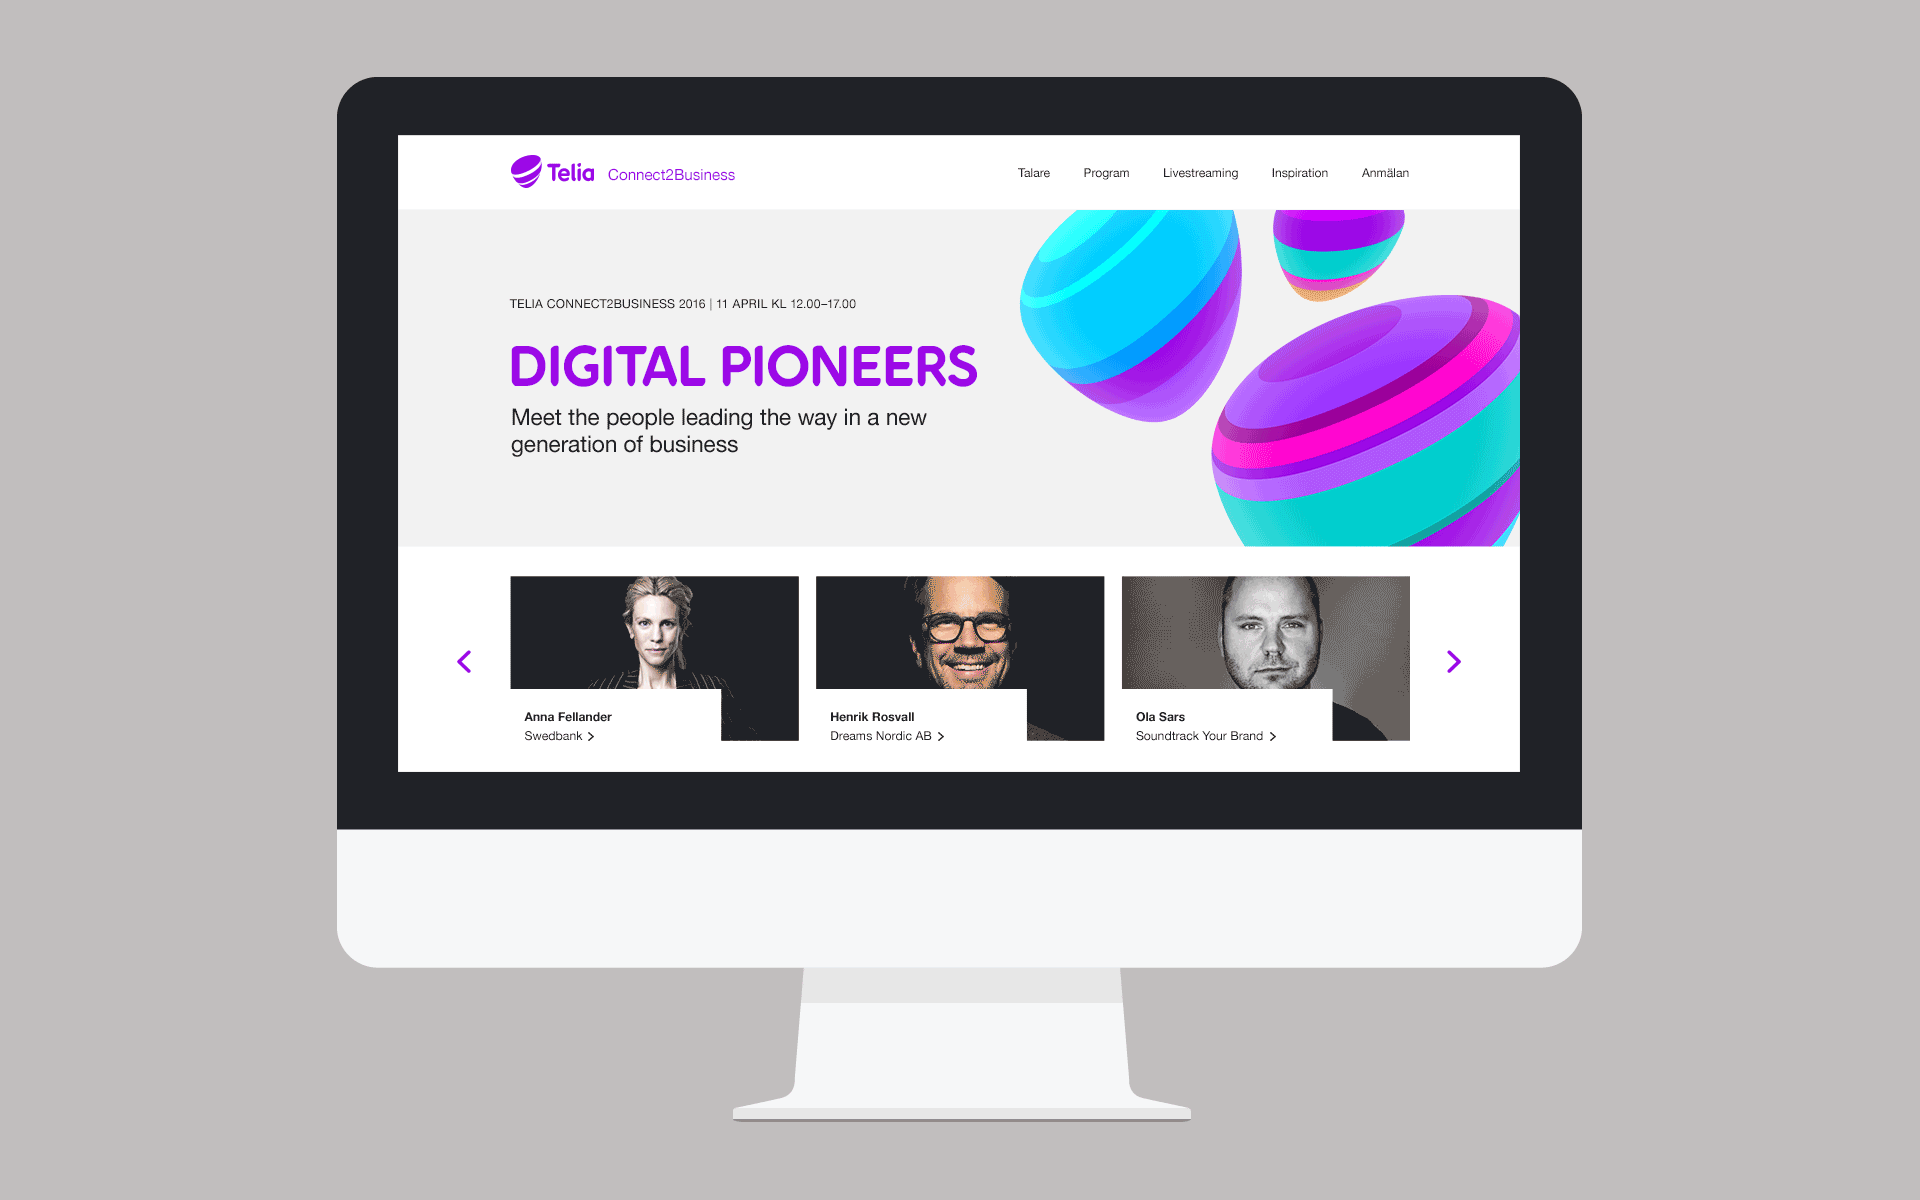 Telia Connect2Business
Talare Program Livestreaming Inspiration Anmälan
TELIA CONNECT2BUSINESS 2016 | 11 APRIL KL 12.00–17.00
DIGITAL PIONEERS
Meet the people leading the way in a new
generation of business
Anna Fellander
Swedbank
Henrik Rosvall
Dreams Nordic AB
Ola Sars
Soundtrack Your Brand